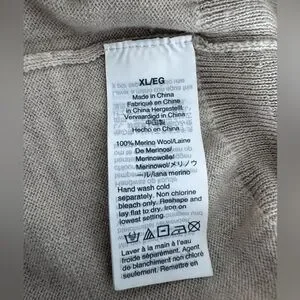 XL/EG
Made in China
Fabriqué en Chine
in China Hergestellt
Vervaardigd in China
中国製
Hecho en China
100% Merino Wool/Laine
De Merinos/
Merinowolle/
Merinowol/メリノウ
ール/lana merino
Hand wash cold
separately. Non chlorine
bleach only. Reshape and
lay flat to dry. Iron on
low setting.
Laver à la main à l'eau
froide séparément. Agent
de blanchiment non chloré
seulement. Remettre en